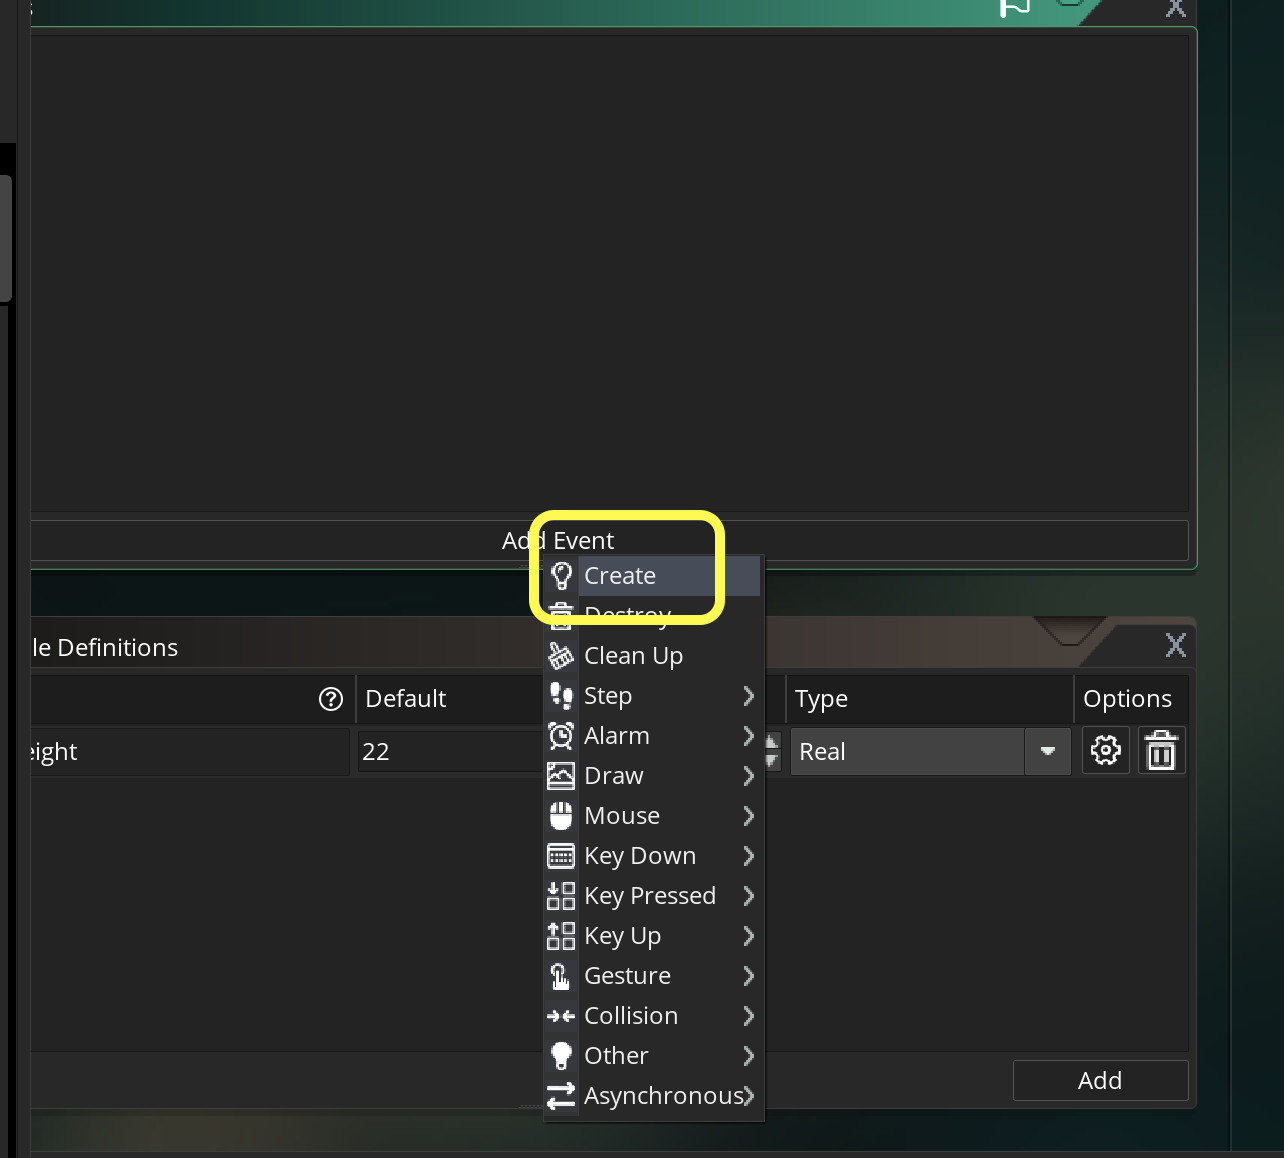 Add Event
Create
Destroy
le Definitions
Clean Up
Default
Step
Type
Options
eight
22
Alarm
Real
Draw
Mouse
Key Down
Key Pressed
Key Up
Gesture
Collision
Other
Add
Asynchronous